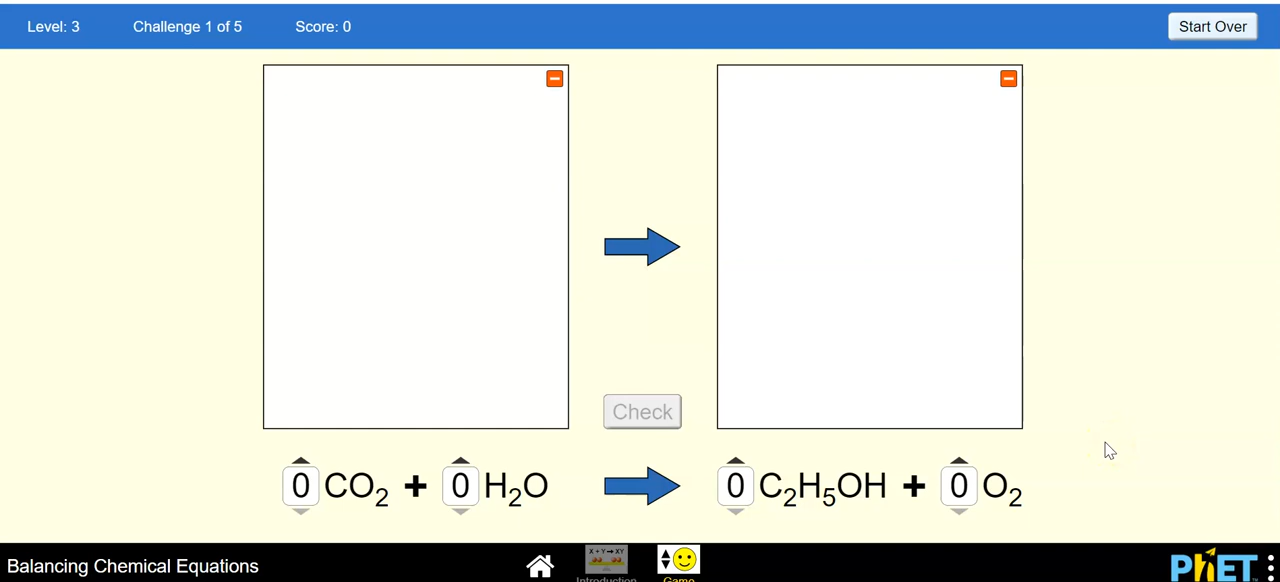 Level: 3 Challenge 1 of 5 Score: 0 Start Over
Check
0 CO₂ + 0 H₂O 0 C₂H₅OH + 0 O₂
X + Y → XY
Balancing Chemical Equations Introduction Game PhET